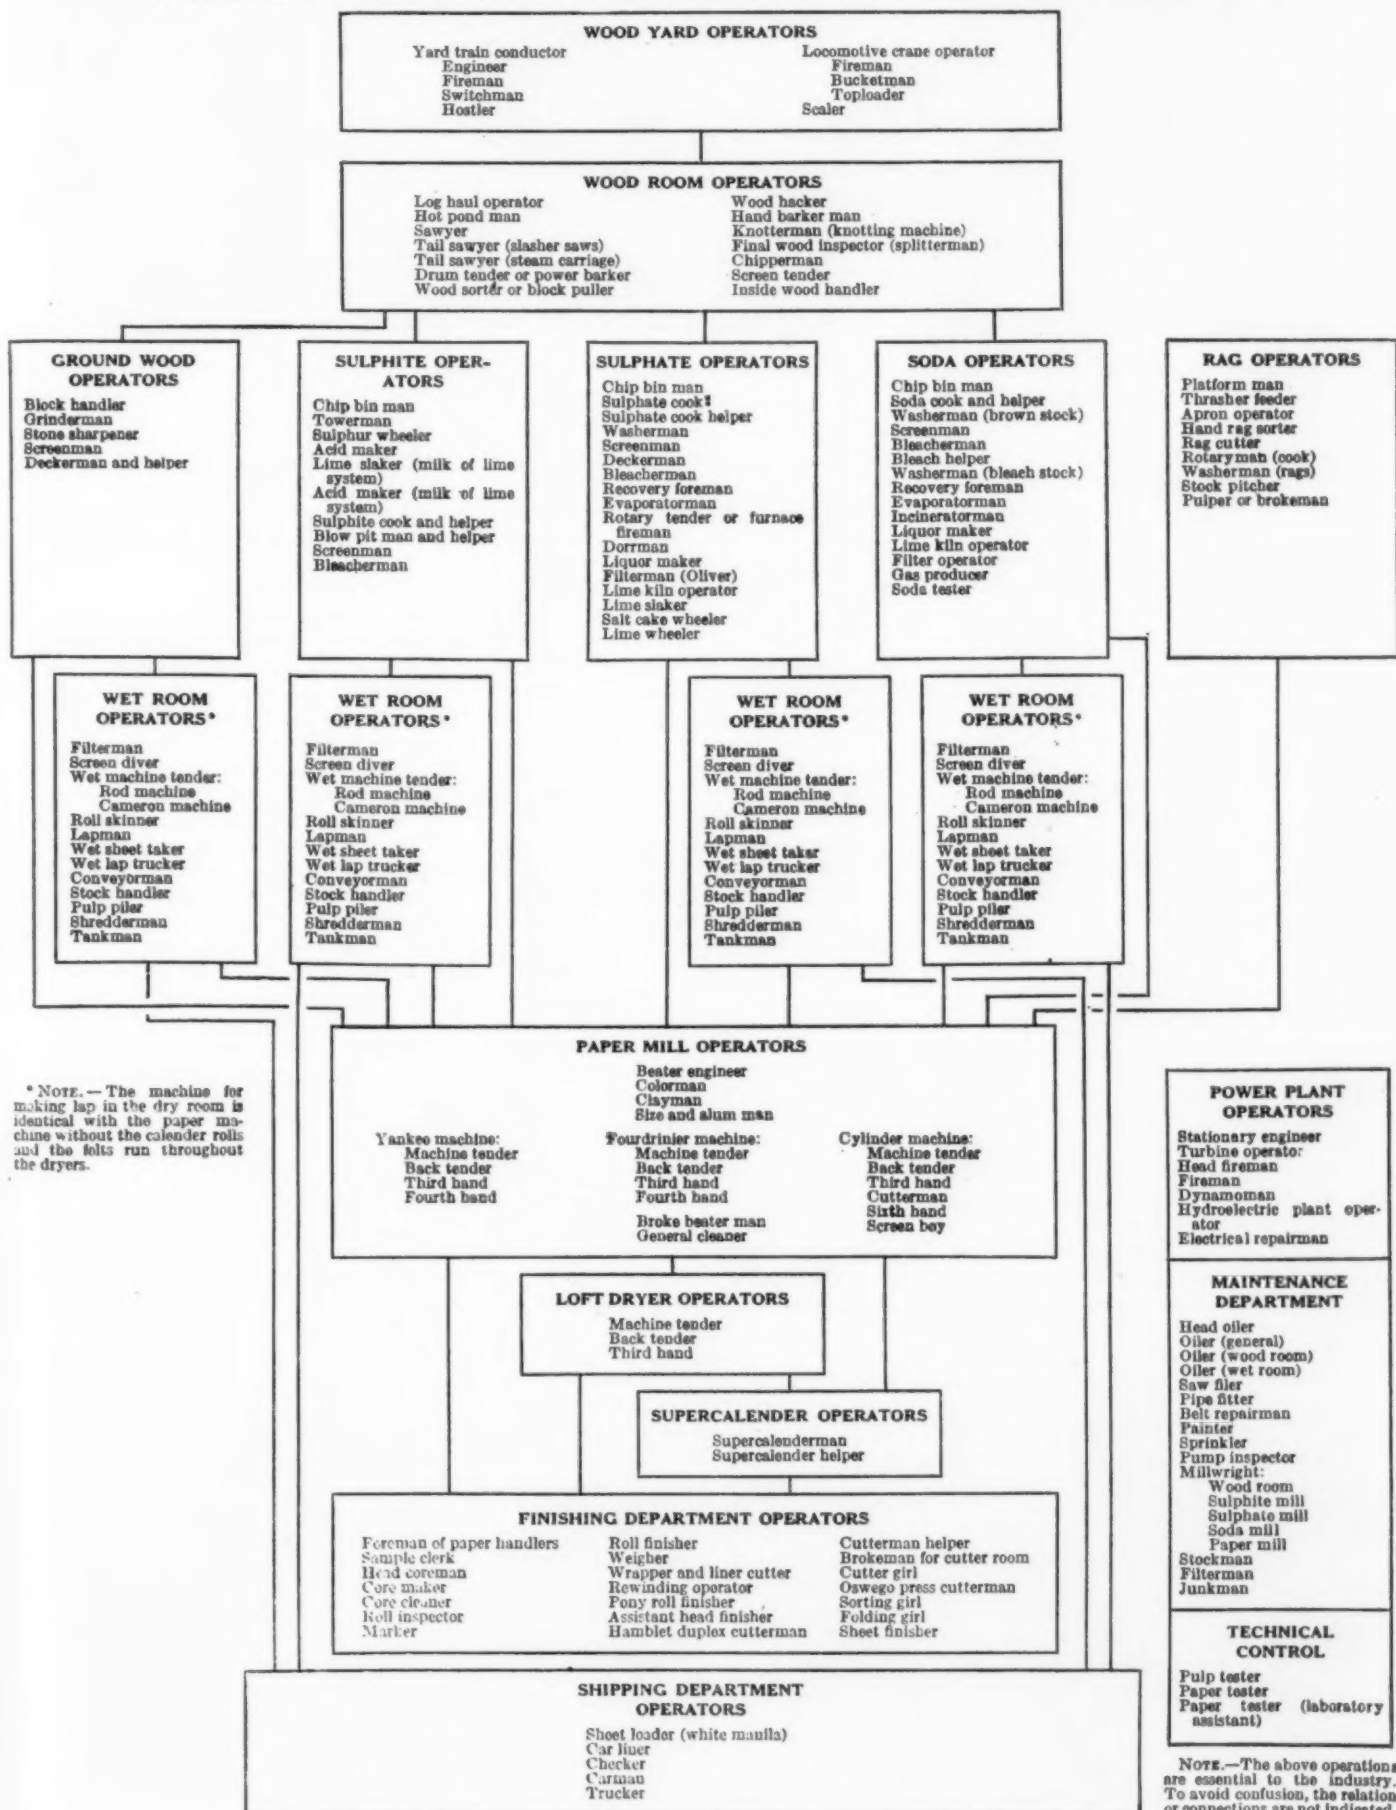 WOOD YARD OPERATORS
Yard train conductor
Engineer
Fireman
Switchman
Hostler
Locomotive crane operator
Fireman
Bucketman
Toploader
Scaler
WOOD ROOM OPERATORS
Log haul operator
Hot pond man
Sawyer
Tail sawyer (slasher saws)
Tail sawyer (steam carriage)
Drum tender or power barker
Wood sorter or block puller
Wood hacker
Hand barker man
Knotterman (knotting machine)
Final wood inspector (splitterman)
Chipperman
Screen tender
Inside wood handler
GROUND WOOD
OPERATORS
Block handler
Grinderman
Stone sharpener
Screenman
Deckerman and helper
SULPHITE OPER-
ATORS
Chip bin man
Towerman
Sulphur wheeler
Acid maker
Lime slaker (milk of lime
system)
Acid maker (milk of lime
system)
Sulphite cook and helper
Blow pit man and helper
Screenman
Bleacherman
SULPHATE OPERATORS
Chip bin man
Sulphate cook
Sulphate cook helper
Washerman
Screenman
Deckerman
Bleacherman
Recovery foreman
Evaporatorman
Rotary tender or furnace
fireman
Dorrman
Liquor maker
Filterman (Oliver)
Lime kiln operator
Lime slaker
Salt cake wheeler
Lime wheeler
SODA OPERATORS
Chip bin man
Soda cook and helper
Washerman (brown stock)
Screenman
Bleacherman
Bleach helper
Washerman (bleach stock)
Recovery foreman
Evaporatorman
Incineratorman
Liquor maker
Lime kiln operator
Filter operator
Gas producer
Soda tester
RAG OPERATORS
Platform man
Thrasher feeder
Apron operator
Hand rag sorter
Rag cutter
Rotaryman (cook)
Washerman (rags)
Stock pitcher
Pulper or brokeman
WET ROOM
OPERATORS*
Filterman
Screen diver
Wet machine tender:
Rod machine
Cameron machine
Roll skinner
Lapman
Wet sheet taker
Wet lap trucker
Conveyorman
Stock handler
Pulp piler
Shredderman
Tankman
WET ROOM
OPERATORS*
Filterman
Screen diver
Wet machine tender:
Rod machine
Cameron machine
Roll skinner
Lapman
Wet sheet taker
Wet lap trucker
Conveyorman
Stock handler
Pulp piler
Shredderman
Tankman
WET ROOM
OPERATORS*
Filterman
Screen diver
Wet machine tender:
Rod machine
Cameron machine
Roll skinner
Lapman
Wet sheet taker
Wet lap trucker
Conveyorman
Stock handler
Pulp piler
Shredderman
Tankman
WET ROOM
OPERATORS*
Filterman
Screen diver
Wet machine tender:
Rod machine
Cameron machine
Roll skinner
Lapman
Wet sheet taker
Wet lap trucker
Conveyorman
Stock handler
Pulp piler
Shredderman
Tankman
* NOTE.—The machine for
making lap in the dry room is
identical with the paper ma-
chine without the calender rolls
and the felts run throughout
the dryers.
PAPER MILL OPERATORS
Beater engineer
Colorman
Clayman
Size and alum man
Yankee machine:
Machine tender
Back tender
Third hand
Fourth hand
Fourdrinier machine:
Machine tender
Back tender
Third hand
Fourth hand
Broke beater man
General cleaner
Cylinder machine:
Machine tender
Back tender
Third hand
Cutterman
Sixth hand
Screen boy
LOFT DRYER OPERATORS
Machine tender
Back tender
Third hand
SUPERCALENDER OPERATORS
Supercalenderman
Supercalender helper
FINISHING DEPARTMENT OPERATORS
Foreman of paper handlers
Sample clerk
Head coreman
Core maker
Core cleaner
Roll inspector
Marker
Roll finisher
Weigher
Wrapper and liner cutter
Rewinding operator
Pony roll finisher
Assistant head finisher
Hamblet duplex cutterman
Cutterman helper
Brokeman for cutter room
Cutter girl
Oswego press cutterman
Sorting girl
Folding girl
Sheet finisher
SHIPPING DEPARTMENT
OPERATORS
Sheet loader (white manila)
Car liner
Checker
Carman
Trucker
POWER PLANT
OPERATORS
Stationary engineer
Turbine operator
Head fireman
Fireman
Dynamoman
Hydroelectric plant oper-
ator
Electrical repairman
MAINTENANCE
DEPARTMENT
Head oiler
Oiler (general)
Oiler (wood room)
Oiler (wet room)
Saw filer
Pipe fitter
Belt repairman
Painter
Sprinkler
Pump inspector
Millwright:
Wood room
Sulphite mill
Sulphate mill
Soda mill
Paper mill
Stockman
Filterman
Junkman
TECHNICAL
CONTROL
Pulp tester
Paper tester
Paper tester (laboratory
assistant)
NOTE.—The above operations
are essential to the industry.
To avoid confusion, the relation
or connections are not indicated.